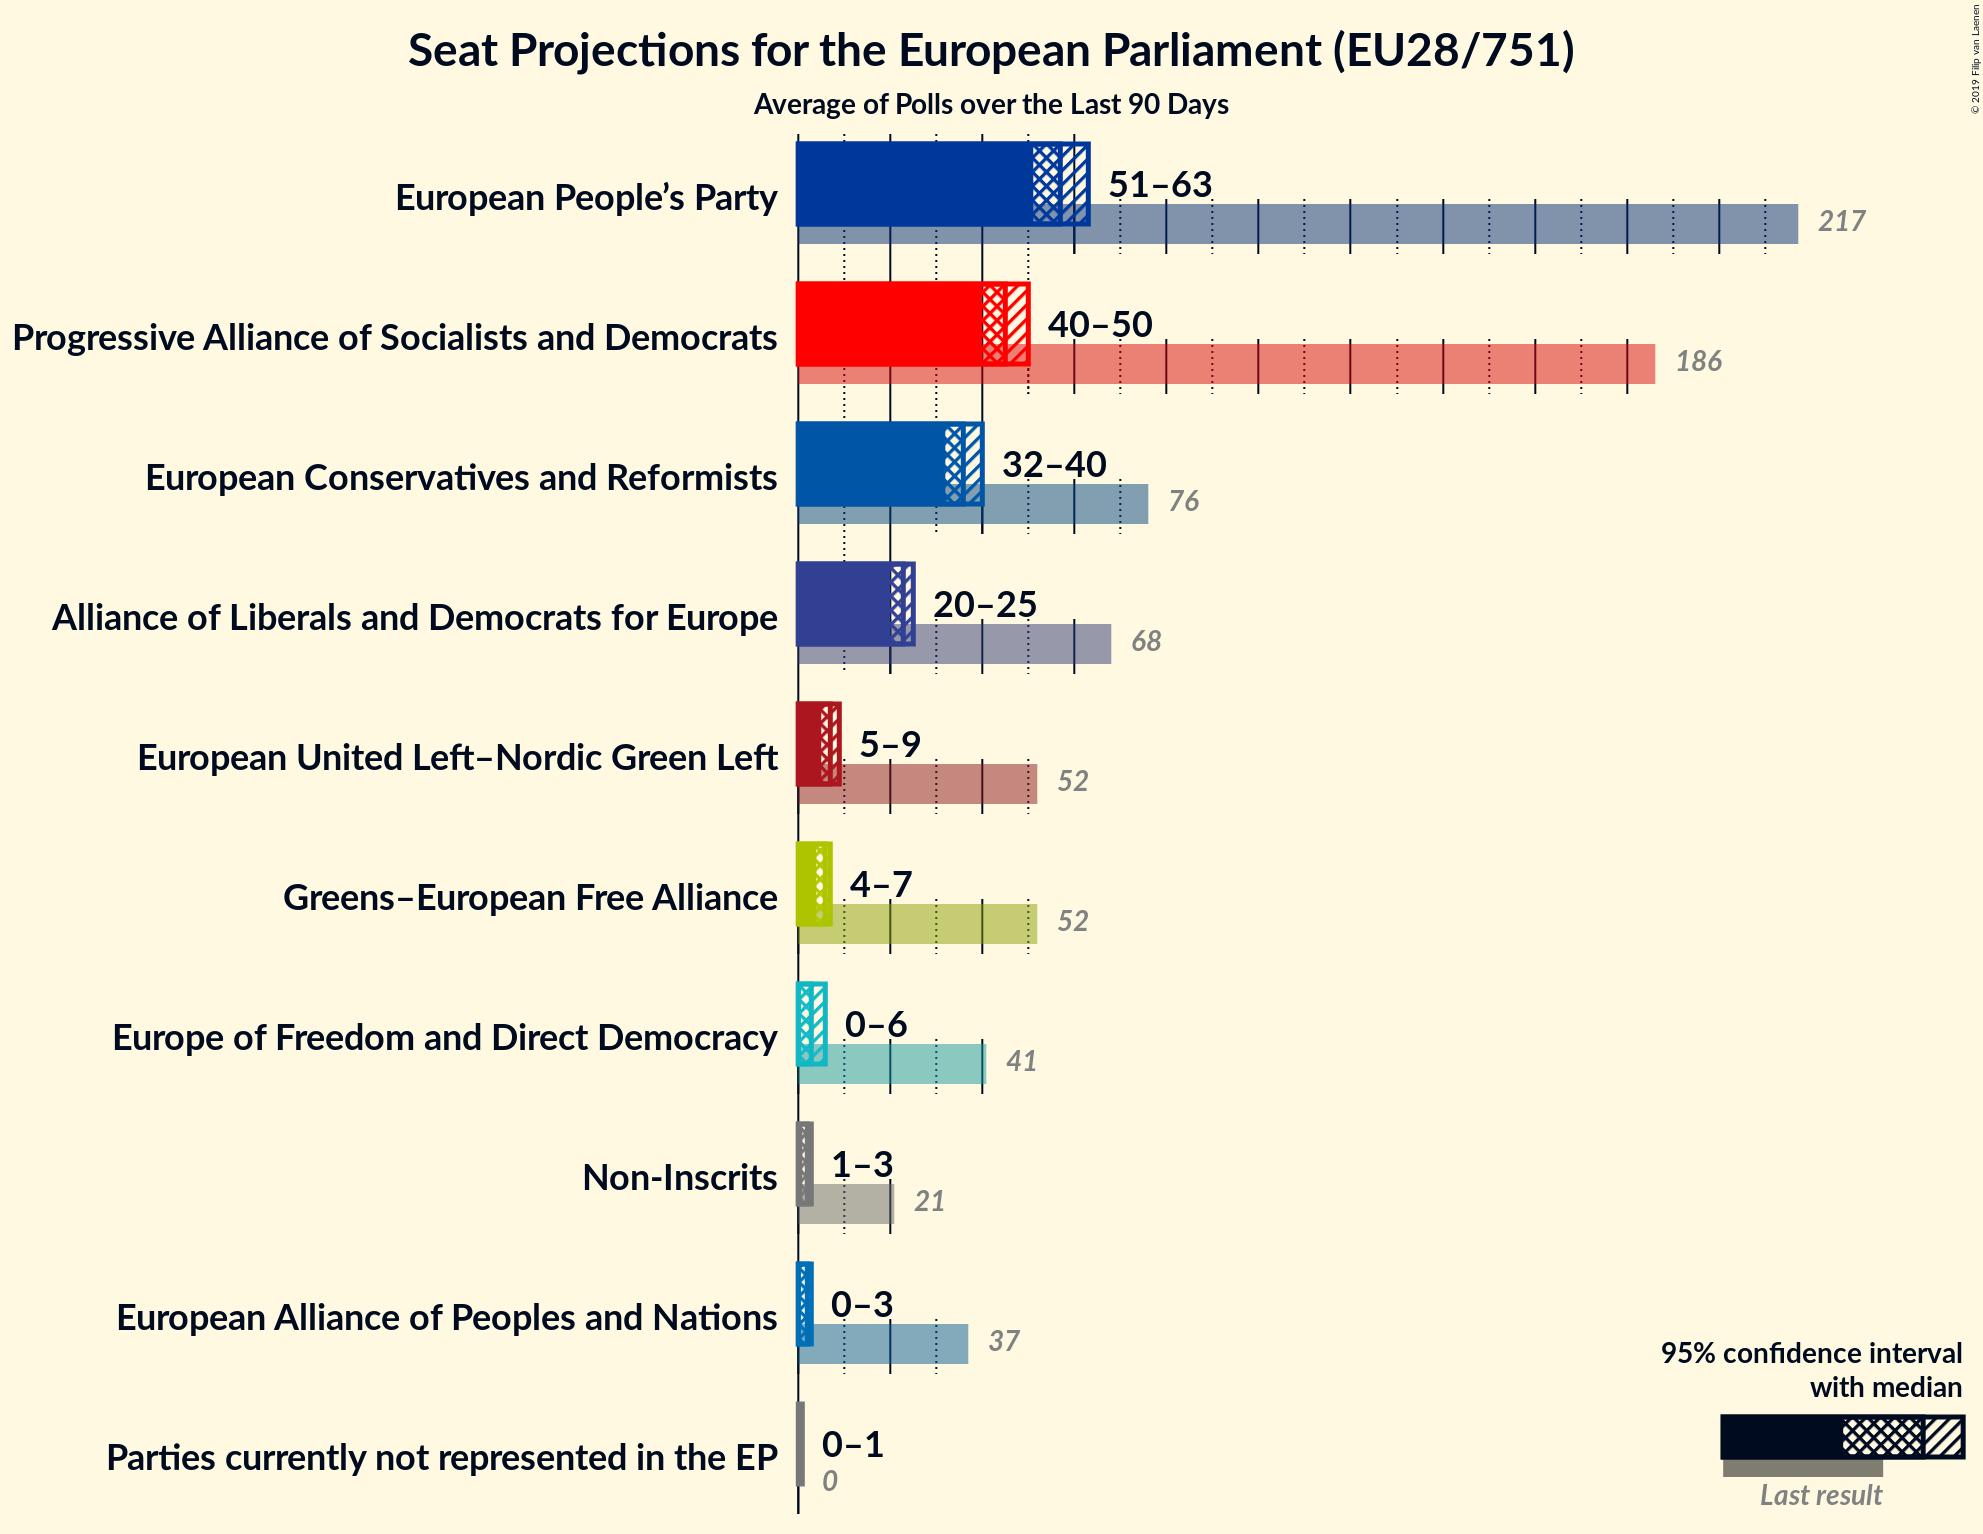 Seat Projections for the European Parliament (EU28/751)
Average of Polls over the Last 90 Days
© 2019 Filip van Laenen
European People’s Party
51–63
217
Progressive Alliance of Socialists and Democrats
40–50
186
European Conservatives and Reformists
32–40
76
Alliance of Liberals and Democrats for Europe
20–25
68
European United Left–Nordic Green Left
5–9
52
Greens–European Free Alliance
4–7
52
Europe of Freedom and Direct Democracy
0–6
41
Non-Inscrits
1–3
21
European Alliance of Peoples and Nations
0–3
37
Parties currently not represented in the EP
0–1
0
95% confidence interval
with median
Last result